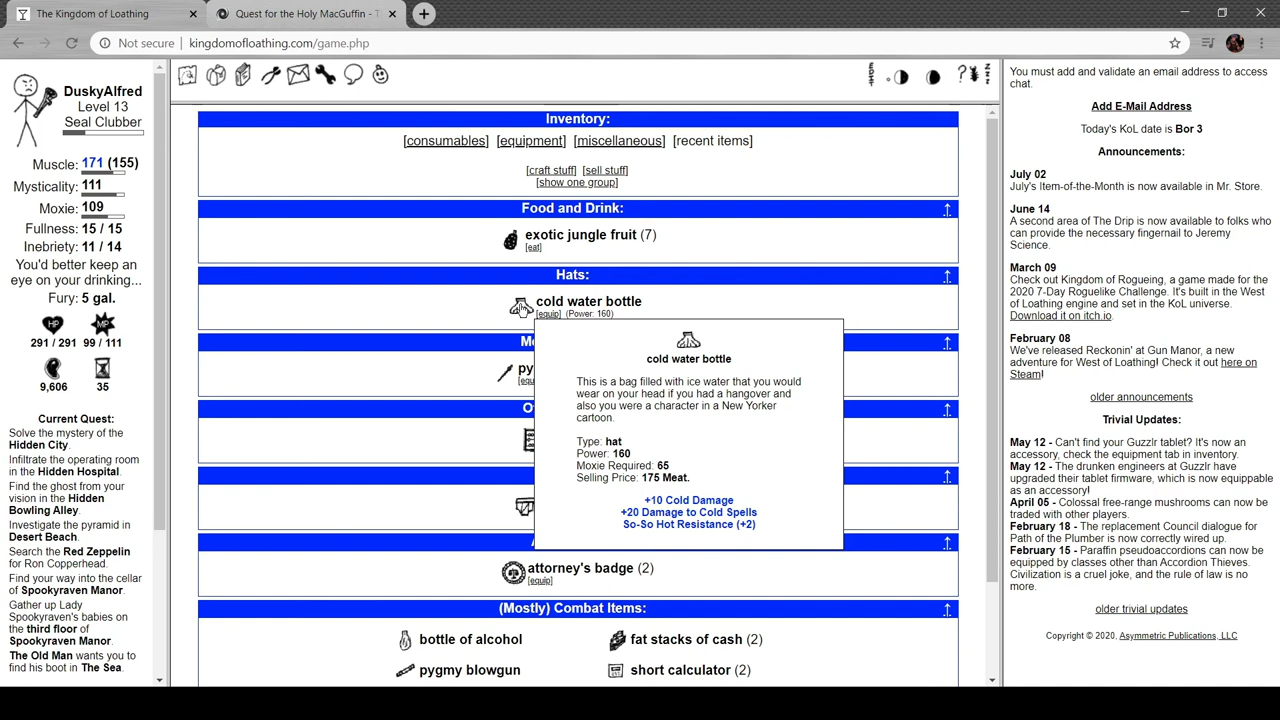 The Kingdom of Loathing
Quest for the Holy MacGuffin - T
Not secure | kingdomofloathing.com/game.php
DuskyAlfred
Level 13
Seal Clubber
Muscle: 171 (155)
Mysticality: 111
Moxie: 109
Fullness: 15 / 15
Inebriety: 11 / 14
You'd better keep an
eye on your drinking...
Fury: 5 gal.
HP MP
291 / 291 99 / 111
9,606 35
Current Quest:
Solve the mystery of the
Hidden City.
Infiltrate the operating room
in the Hidden Hospital.
Find the ghost from your
vision in the Hidden
Bowling Alley.
Investigate the pyramid in
Desert Beach.
Search the Red Zeppelin
for Ron Copperhead.
Find your way into the cellar
of Spookyraven Manor.
Gather up Lady
Spookyraven's babies on
the third floor of
Spookyraven Manor.
The Old Man wants you to
find his boot in The Sea.
Inventory:
[consumables] [equipment] [miscellaneous] [recent items]
[craft stuff] [sell stuff]
[show one group]
Food and Drink:
exotic jungle fruit (7)
[eat]
Hats:
cold water bottle
[equip] (Power: 160)
cold water bottle
This is a bag filled with ice water that you would
wear on your head if you had a hangover and
also you were a character in a New Yorker
cartoon.
Type: hat
Power: 160
Moxie Required: 65
Selling Price: 175 Meat.
+10 Cold Damage
+20 Damage to Cold Spells
So-So Hot Resistance (+2)
attorney's badge (2)
[equip]
(Mostly) Combat Items:
bottle of alcohol fat stacks of cash (2)
pygmy blowgun short calculator (2)
You must add and validate an email address to access
chat.
Add E-Mail Address
Today's KoL date is Bor 3
Announcements:
July 02
July's Item-of-the-Month is now available in Mr. Store.
June 14
A second area of The Drip is now available to folks who
can provide the necessary fingernail to Jeremy
Science.
March 09
Check out Kingdom of Rogueing, a game made for the
2020 7-Day Roguelike Challenge. It's built in the West
of Loathing engine and set in the KoL universe.
Download it on itch.io.
February 08
We've released Reckonin' at Gun Manor, a new
adventure for West of Loathing! Check it out here on
Steam!
older announcements
Trivial Updates:
May 12 - Can't find your Guzzlr tablet? It's now an
accessory, check the equipment tab in inventory.
May 12 - The drunken engineers at Guzzlr have
upgraded their tablet firmware, which is now equippable
as an accessory!
April 05 - Colossal free-range mushrooms can now be
traded with other players.
February 18 - The replacement Council dialogue for
Path of the Plumber is now correctly wired up.
February 15 - Paraffin pseudoaccordions can now be
equipped by classes other than Accordion Thieves.
Civilization is a cruel joke, and the rule of law is no
more.
older trivial updates
Copyright © 2020, Asymmetric Publications, LLC